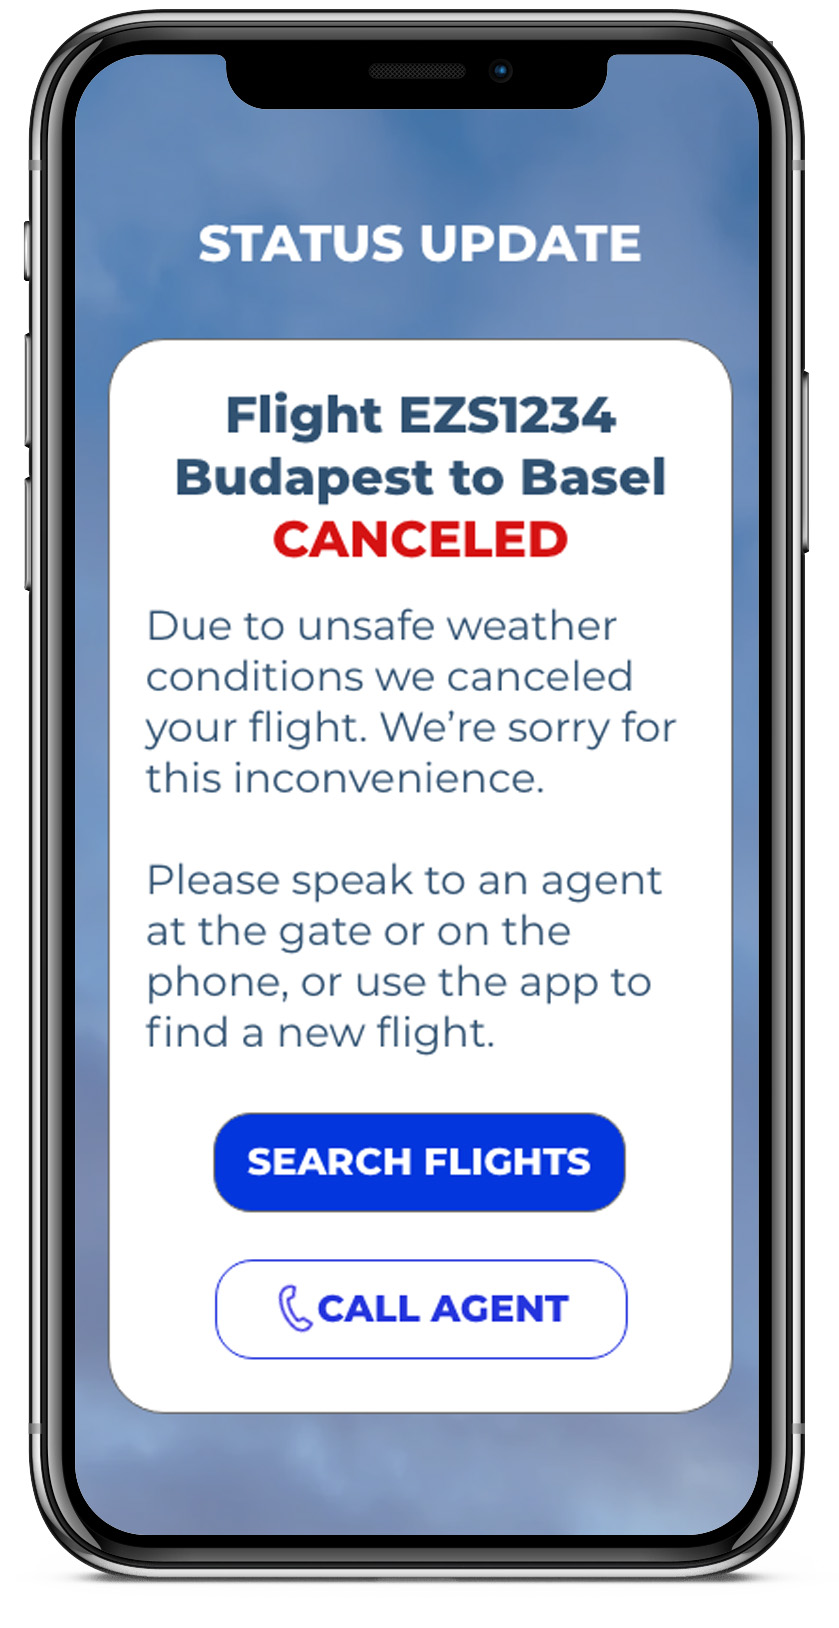 STATUS UPDATE
Flight EZS1234
Budapest to Basel
CANCELED
Due to unsafe weather
conditions we canceled
your flight. We’re sorry for
this inconvenience.
Please speak to an agent
at the gate or on the
phone, or use the app to
find a new flight.
SEARCH FLIGHTS
CALL AGENT